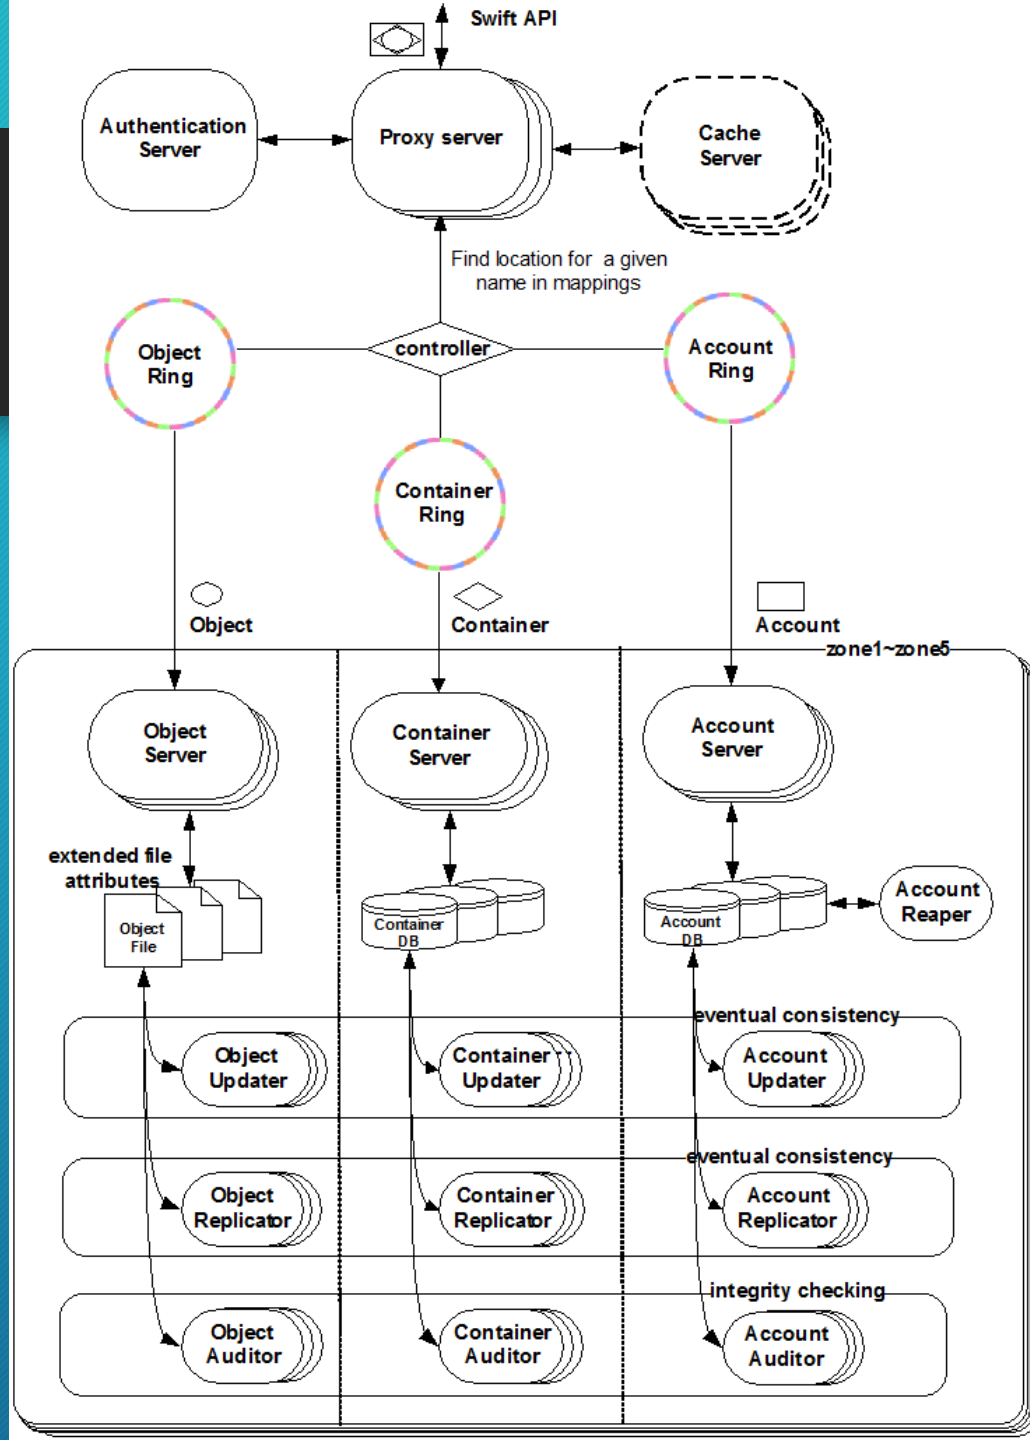 Swift API
Authentication
Server
Proxy server
Cache
Server
Find location for a given
name in mappings
Object
Ring
controller
Account
Ring
Container
Ring
Object
Container
Account
zone1~zone5
Object
Server
Container
Server
Account
Server
extended file
attributes
Object
File
Container
DB
Account
DB
Account
Reaper
eventual consistency
Object
Updater
Container
Updater
Account
Updater
eventual consistency
Object
Replicator
Container
Replicator
Account
Replicator
integrity checking
Object
Auditor
Container
Auditor
Account
Auditor